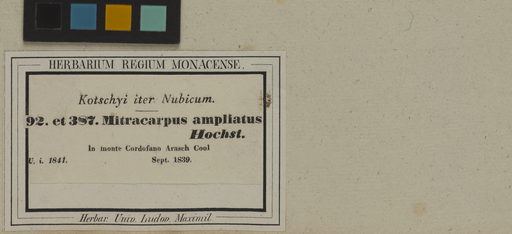 HERBARIUM REGIUM MONACENSE.
Kotschyi iter Nubicum.
92. et 387. Mitracarpus ampliatus
Hochst.
In monte Cordofano Arasch Cool
U. i. 1841. Sept. 1839.
Herbar. Univ. Ludov. Maximil.